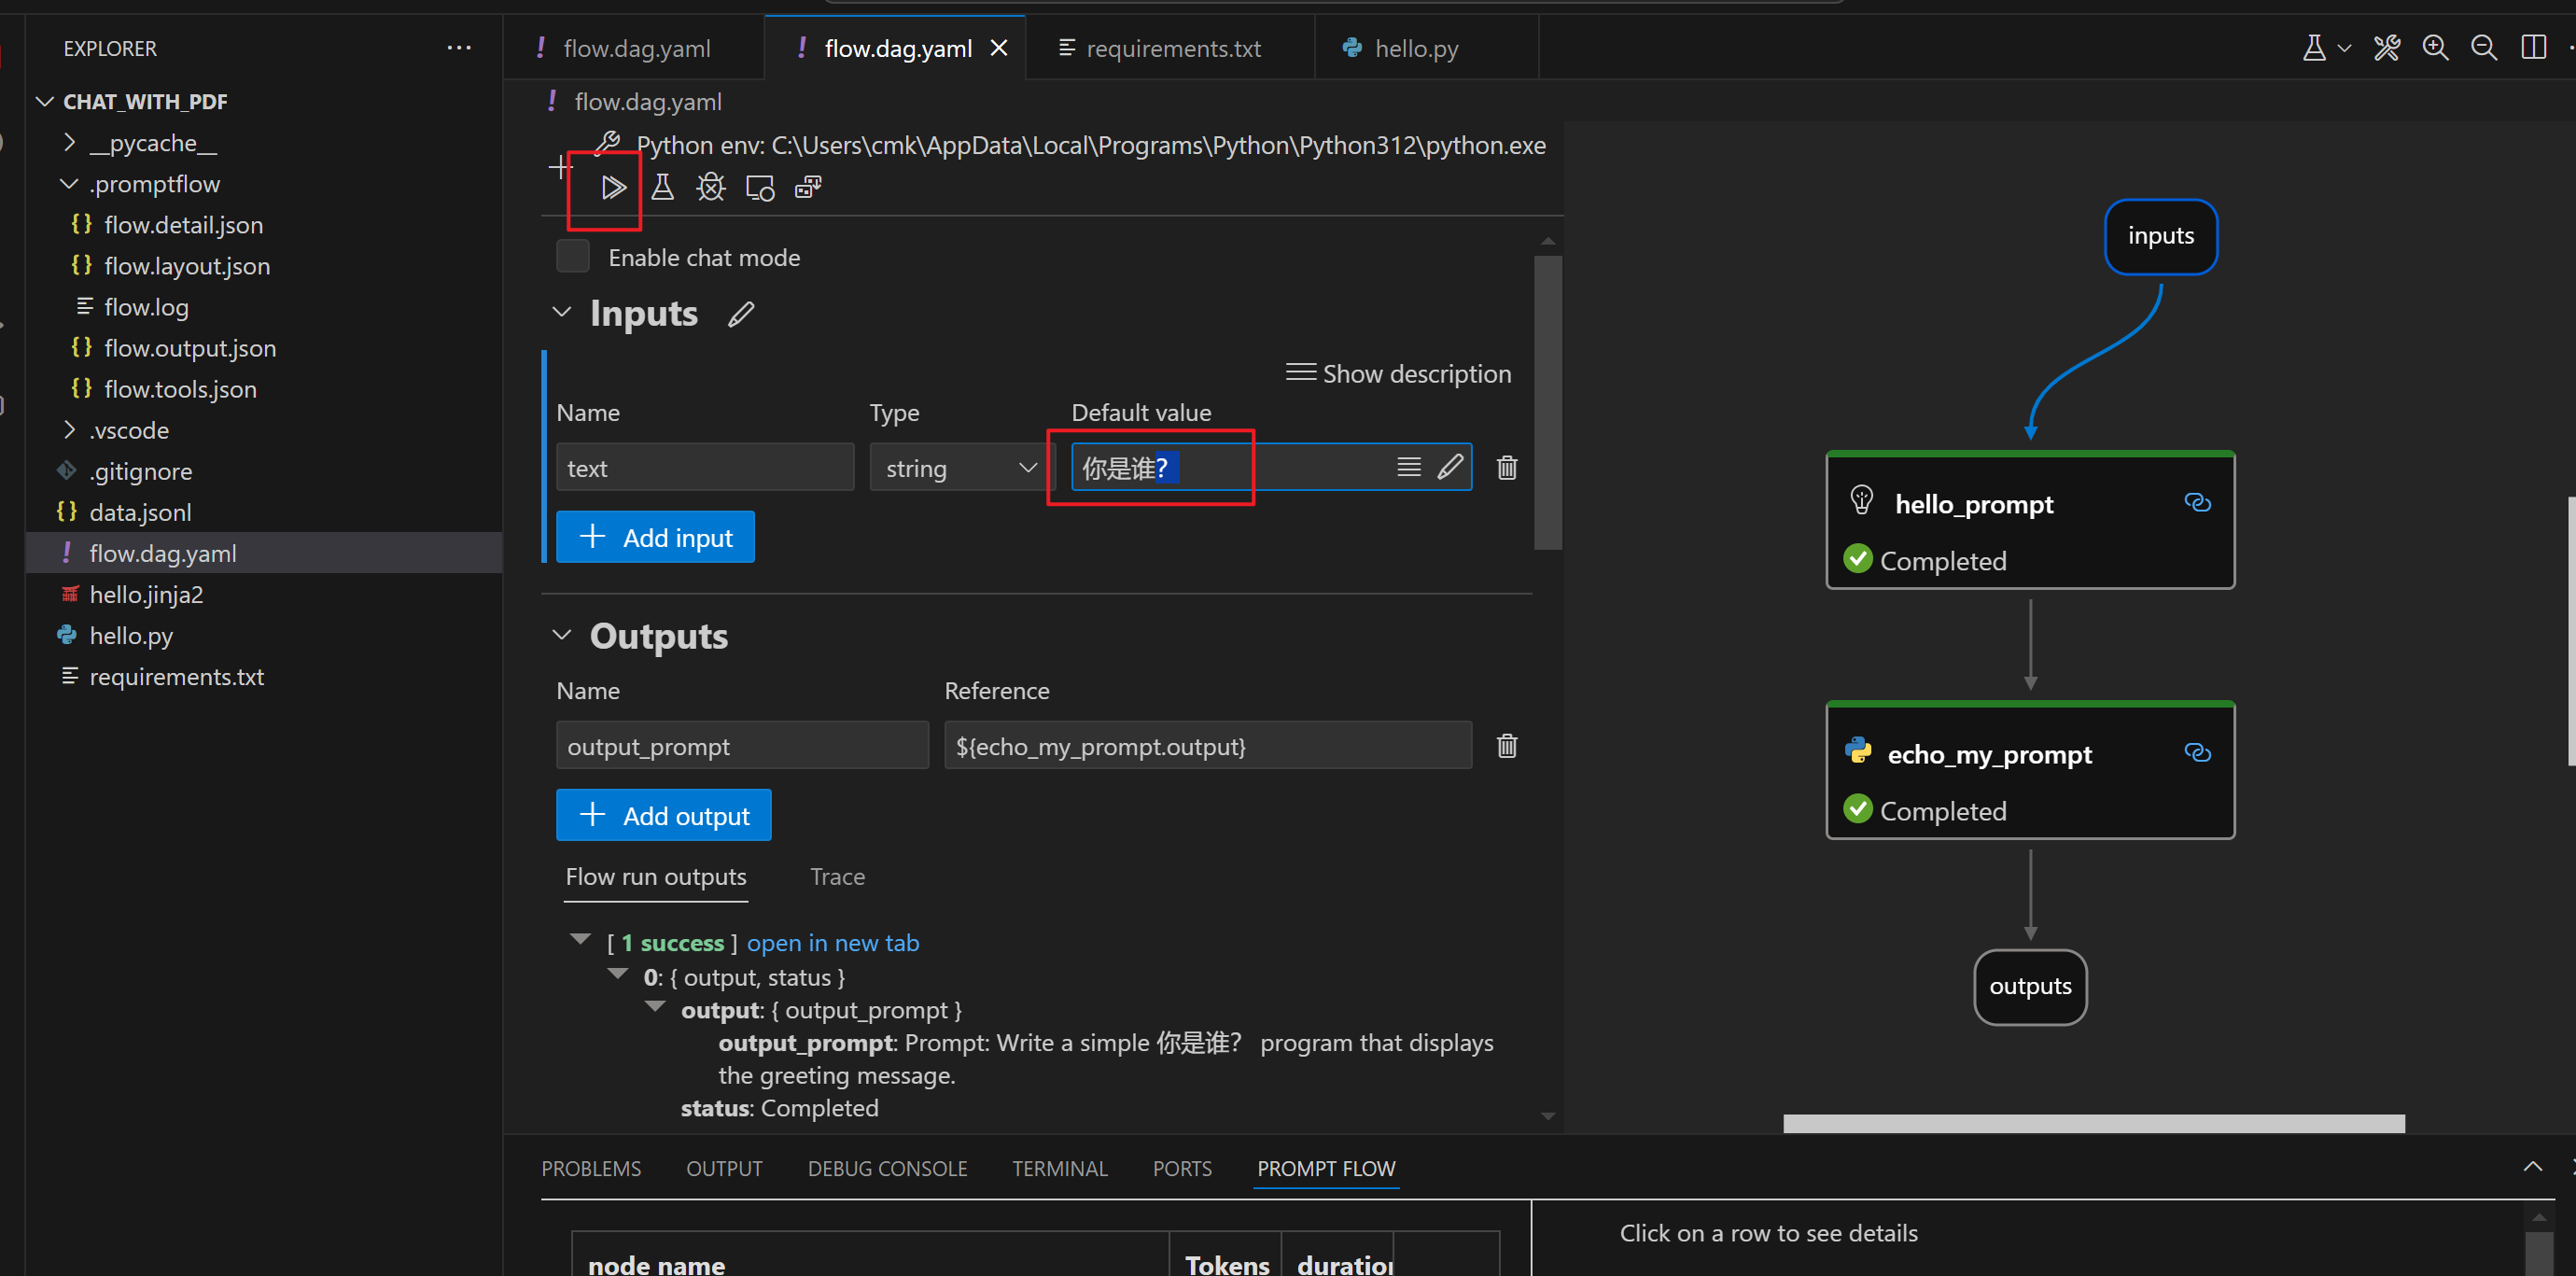 EXPLORER
CHAT_WITH_PDF
__pycache__
.promptflow
flow.detail.json
flow.layout.json
flow.log
flow.output.json
flow.tools.json
.vscode
.gitignore
data.jsonl
flow.dag.yaml
hello.jinja2
hello.py
requirements.txt
flow.dag.yaml
flow.dag.yaml
requirements.txt
hello.py
flow.dag.yaml
Python env: C:\Users\cmk\AppData\Local\Programs\Python\Python312\python.exe
Enable chat mode
Inputs
Show description
Name Type Default value
text string 你是谁？
Add input
Outputs
Name Reference
output_prompt ${echo_my_prompt.output}
Add output
Flow run outputs Trace
[ 1 success ] open in new tab
0: { output, status }
output: { output_prompt }
output_prompt: Prompt: Write a simple 你是谁？ program that displays
the greeting message.
status: Completed
inputs
hello_prompt
Completed
echo_my_prompt
Completed
outputs
PROBLEMS OUTPUT DEBUG CONSOLE TERMINAL PORTS PROMPT FLOW
node name Tokens
Click on a row to see details